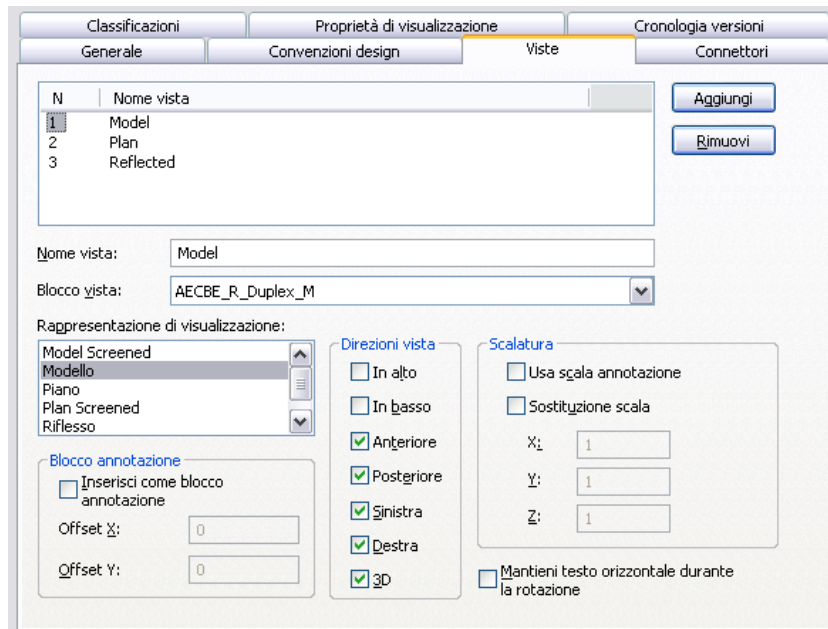 Classificazioni
Proprietà di visualizzazione
Cronologia versioni
Generale
Convenzioni design
Viste
Connettori
N Nome vista
1 Model
2 Plan
3 Reflected
Aggiungi
Rimuovi
Nome vista: Model
Blocco vista: AECBE_R_Duplex_M
Rappresentazione di visualizzazione:
Model Screened
Modello
Piano
Plan Screened
Riflesso
Blocco annotazione
Inserisci come blocco
annotazione
Offset X: 0
Offset Y: 0
Direzioni vista
In alto
In basso
Anteriore
Posteriore
Sinistra
Destra
3D
Scalatura
Usa scala annotazione
Sostituzione scala
X: 1
Y: 1
Z: 1
Mantieni testo orizzontale durante
la rotazione